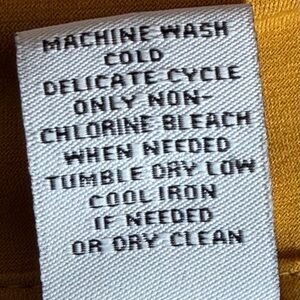 MACHINE WASH
COLD
DELICATE CYCLE
ONLY NON-
CHLORINE BLEACH
WHEN NEEDED
TUMBLE DRY LOW
COOL IRON
IF NEEDED
OR DRY CLEAN